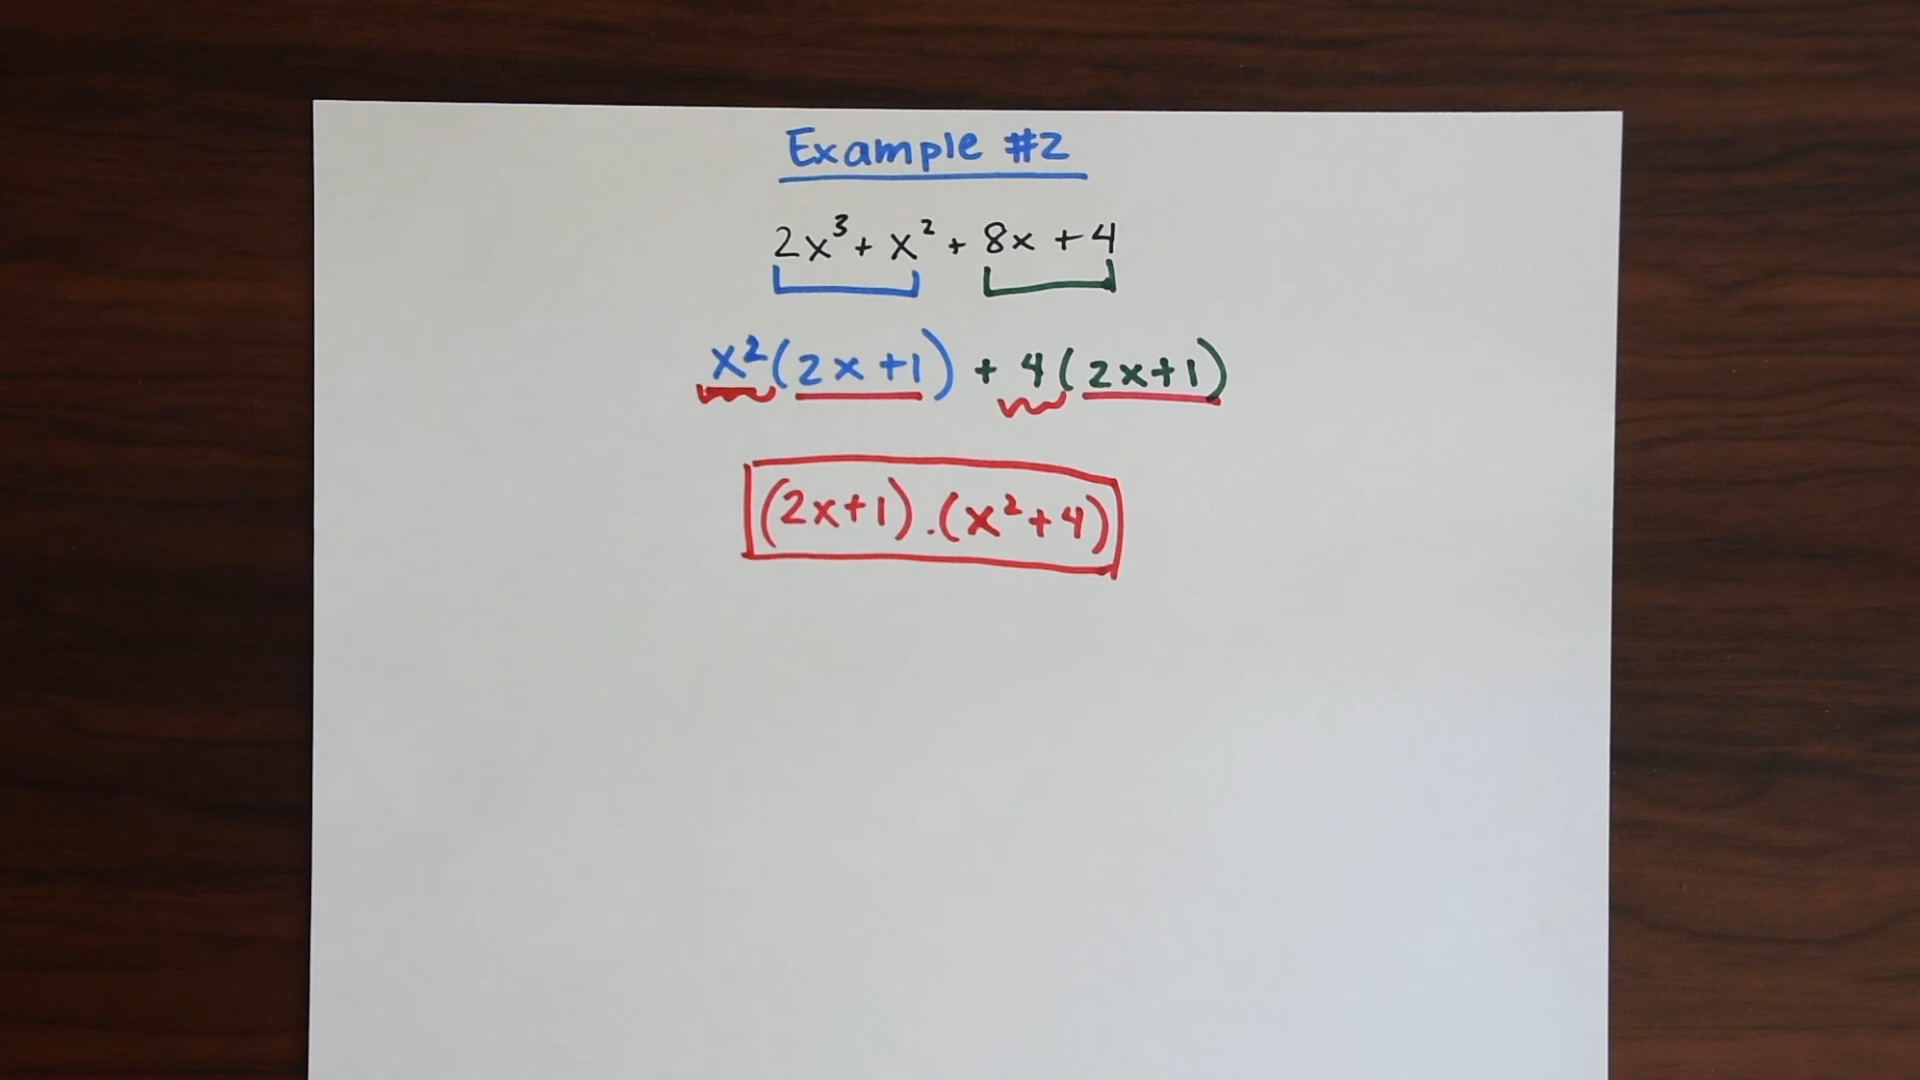 Example #2
2x³ + x² + 8x + 4
x²(2x+1) + 4(2x+1)
(2x+1).(x²+4)